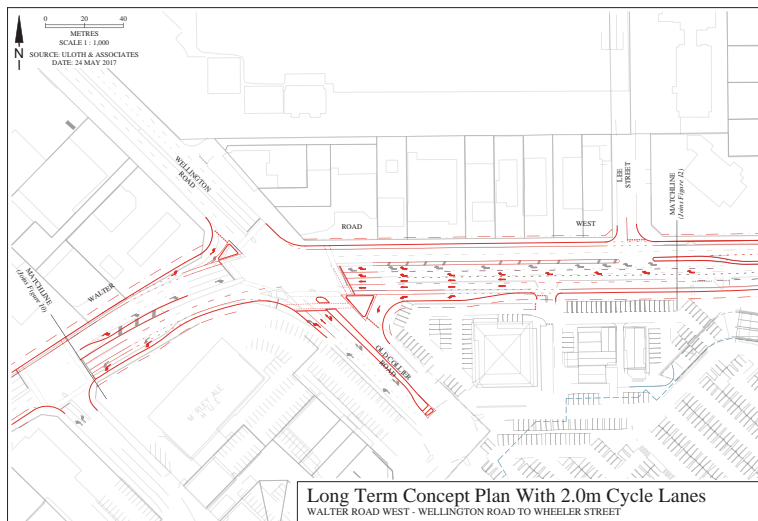 0 20 40
METRES
SCALE 1 : 1,000
N
SOURCE: ULOTH & ASSOCIATES
DATE: 24 MAY 2017
WELLINGTON
ROAD
ROAD
WEST
LEE
STREET
MATCHLINE
(Joins Figure 12)
MATCHLINE
(Joins Figure 10)
WALTER
OLD COLLIER
ROAD
Long Term Concept Plan With 2.0m Cycle Lanes
WALTER ROAD WEST - WELLINGTON ROAD TO WHEELER STREET